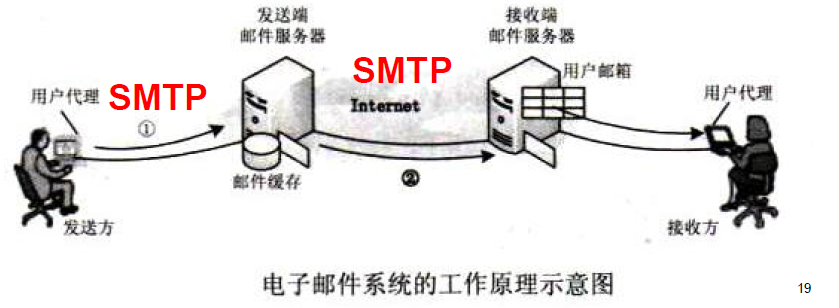 发送端
邮件服务器
接收端
邮件服务器
用户代理
SMTP
SMTP
Internet
用户邮箱
用户代理
①
②
邮件缓存
发送方
接收方
电子邮件系统的工作原理示意图
19